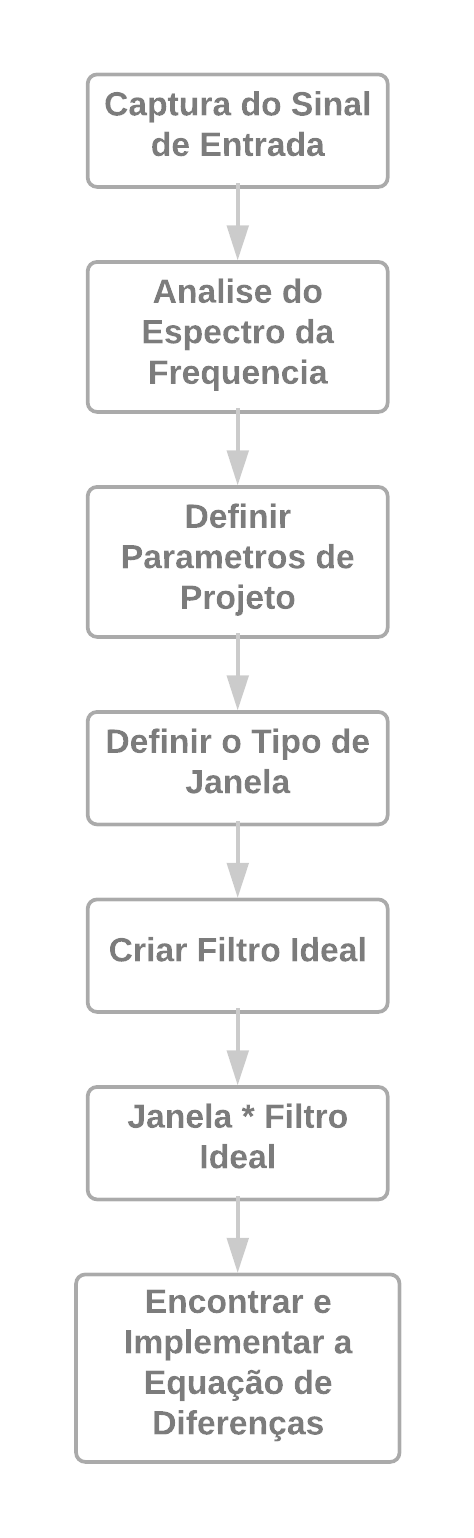 Captura do Sinal
de Entrada
Analise do
Espectro da
Frequencia
Definir
Parametros de
Projeto
Definir o Tipo de
Janela
Criar Filtro Ideal
Janela * Filtro
Ideal
Encontrar e
Implementar a
Equação de
Diferenças